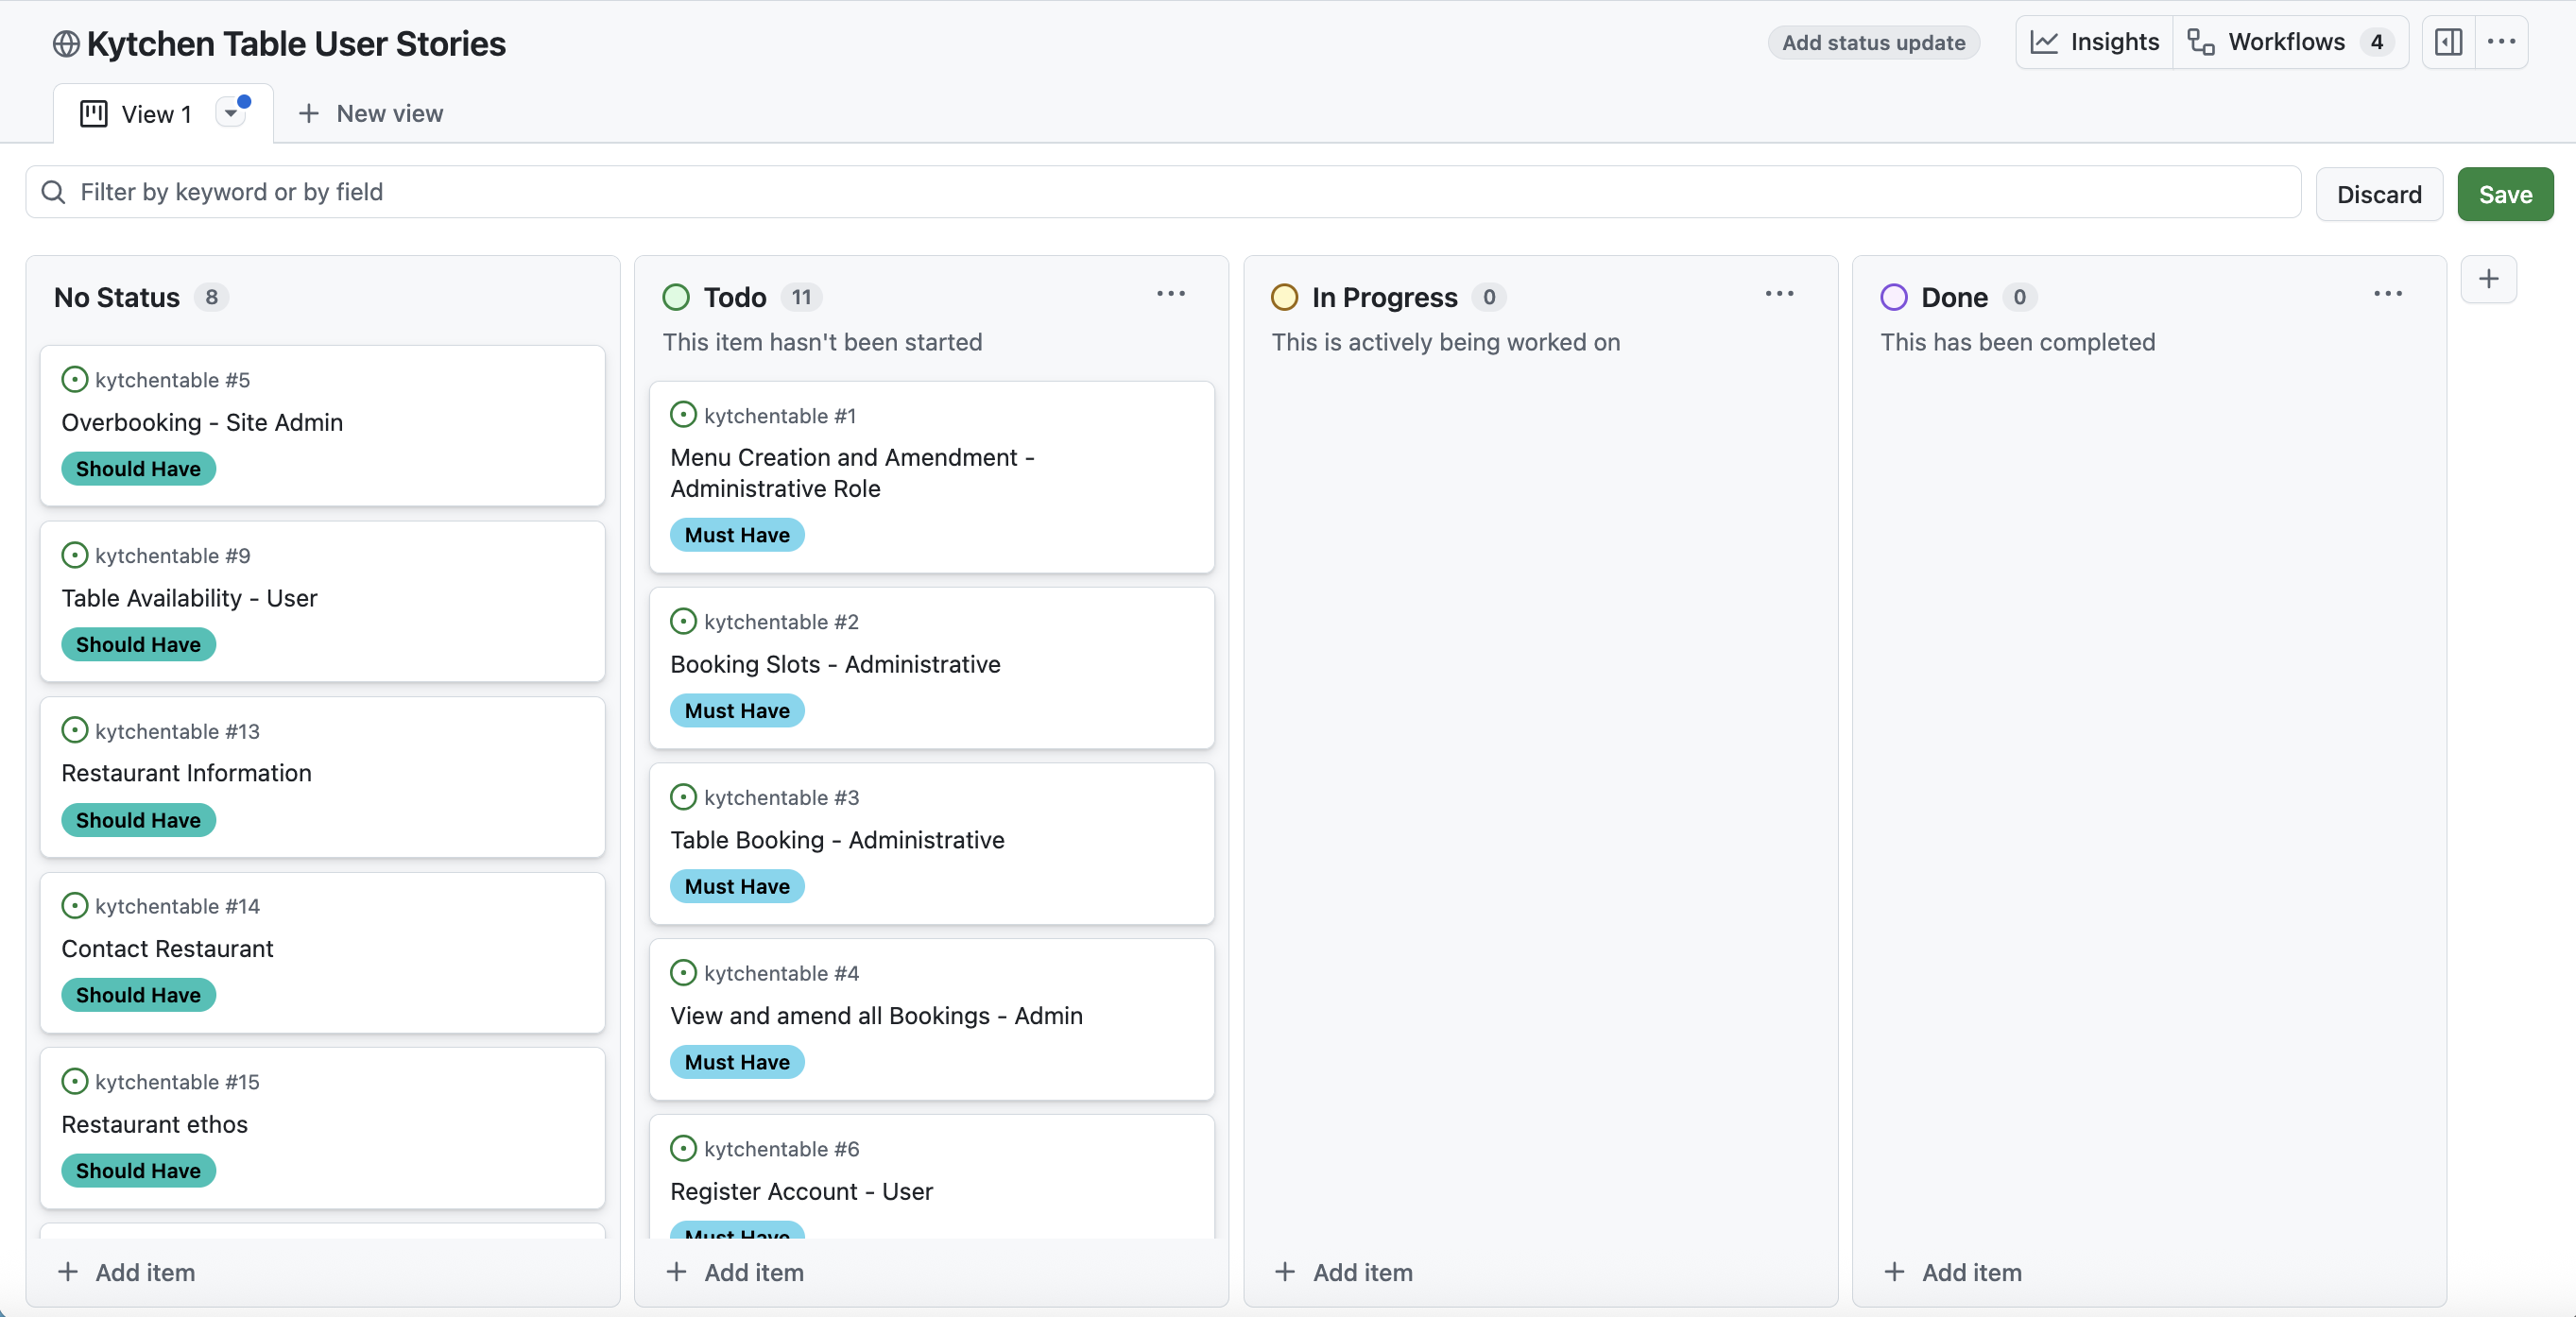 Kytchen Table User Stories
Add status update
Insights
Workflows 4
View 1
New view
Filter by keyword or by field
Discard
Save
No Status 8
kytchentable #5
Overbooking - Site Admin
Should Have
kytchentable #9
Table Availability - User
Should Have
kytchentable #13
Restaurant Information
Should Have
kytchentable #14
Contact Restaurant
Should Have
kytchentable #15
Restaurant ethos
Should Have
Add item
Todo 11
This item hasn't been started
kytchentable #1
Menu Creation and Amendment -
Administrative Role
Must Have
kytchentable #2
Booking Slots - Administrative
Must Have
kytchentable #3
Table Booking - Administrative
Must Have
kytchentable #4
View and amend all Bookings - Admin
Must Have
kytchentable #6
Register Account - User
Must Have
Add item
In Progress 0
This is actively being worked on
Add item
Done 0
This has been completed
Add item